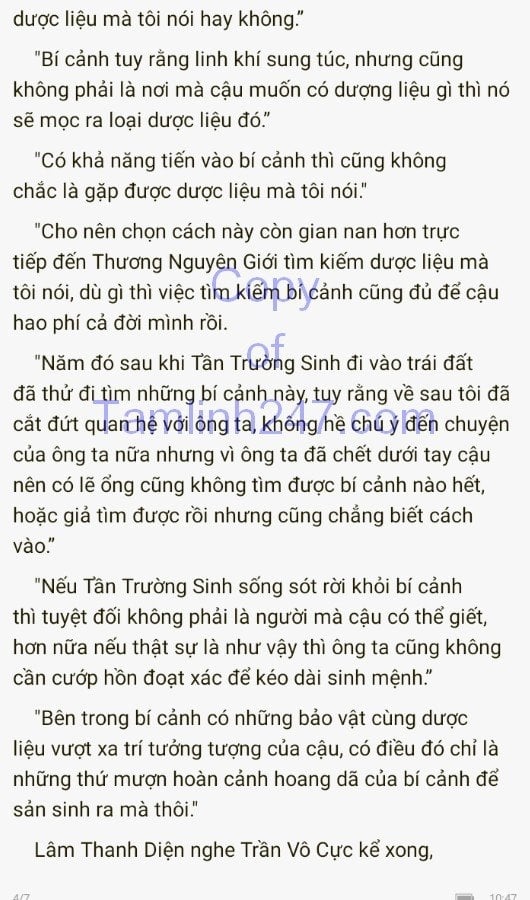 dược liệu mà tôi nói hay không.”
"Bí cảnh tuy rằng linh khí sung túc, nhưng cũng
không phải là nơi mà cậu muốn có dượng liệu gì thì nó
sẽ mọc ra loại dược liệu đó.”
"Có khả năng tiến vào bí cảnh thì cũng không
chắc là gặp được dược liệu mà tôi nói."
"Cho nên chọn cách này còn gian nan hơn trực
tiếp đến Thương Nguyên Giới tìm kiếm dược liệu mà
tôi nói, dù gì thì việc tìm kiếm bí cảnh cũng đủ để cậu
hao phí cả đời mình rồi.
"Năm đó sau khi Tần Trường Sinh đi vào trái đất
đã thử đi tìm những bí cảnh này, tuy rằng về sau tôi đã
cắt đứt quan hệ với ông ta, không hề chú ý đến chuyện
của ông ta nữa nhưng vì ông ta đã chết dưới tay cậu
nên có lẽ ổng cũng không tìm được bí cảnh nào hết,
hoặc giả tìm được rồi nhưng cũng chẳng biết cách
vào.”
"Nếu Tần Trường Sinh sống sót rời khỏi bí cảnh
thì tuyệt đối không phải là người mà cậu có thể giết,
hơn nữa nếu thật sự là như vậy thì ông ta cũng không
cần cướp hồn đoạt xác để kéo dài sinh mệnh.”
"Bên trong bí cảnh có những bảo vật cùng dược
liệu vượt xa trí tưởng tượng của cậu, có điều đó chỉ là
những thứ mượn hoàn cảnh hoang dã của bí cảnh để
sản sinh ra mà thôi."
Lâm Thanh Diện nghe Trần Vô Cực kể xong,
Copy
of
Tamlinh247.com
4/7
10:47